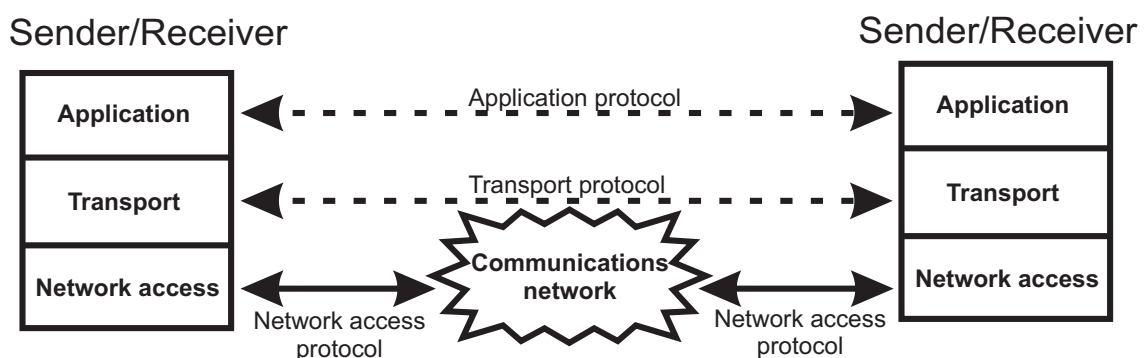 Sender/Receiver
Sender/Receiver
Application
Application protocol
Application
Transport
Transport protocol
Transport
Network access
Communications
network
Network access
Network access
protocol
Network access
protocol